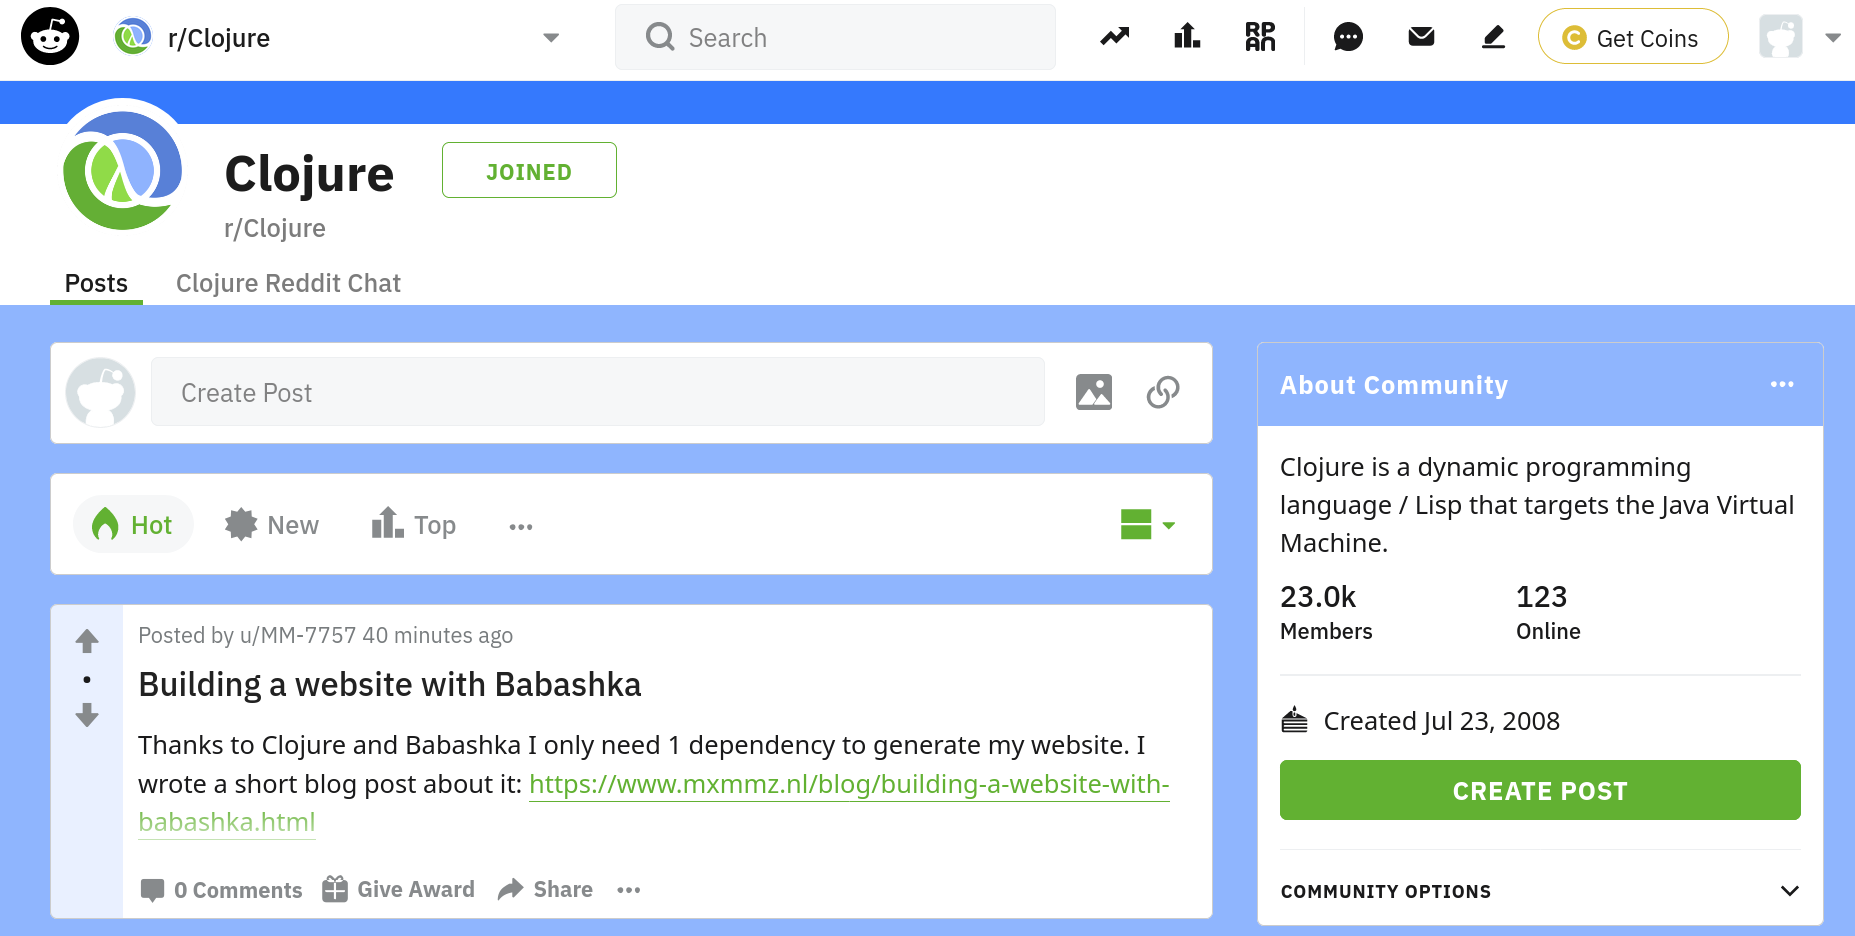 r/Clojure
Search
RPAN
Get Coins
Clojure
JOINED
r/Clojure
Posts
Clojure Reddit Chat
Create Post
Hot
New
Top
Posted by u/MM-7757 40 minutes ago
Building a website with Babashka
Thanks to Clojure and Babashka I only need 1 dependency to generate my website. I
wrote a short blog post about it: https://www.mxmmz.nl/blog/building-a-website-with-
babashka.html
0 Comments
Give Award
Share
About Community
Clojure is a dynamic programming
language / Lisp that targets the Java Virtual
Machine.
23.0k
Members
123
Online
Created Jul 23, 2008
CREATE POST
COMMUNITY OPTIONS